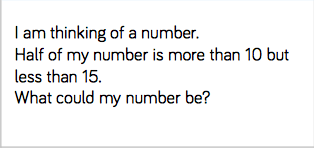 I am thinking of a number.
Half of my number is more than 10 but
less than 15.
What could my number be?